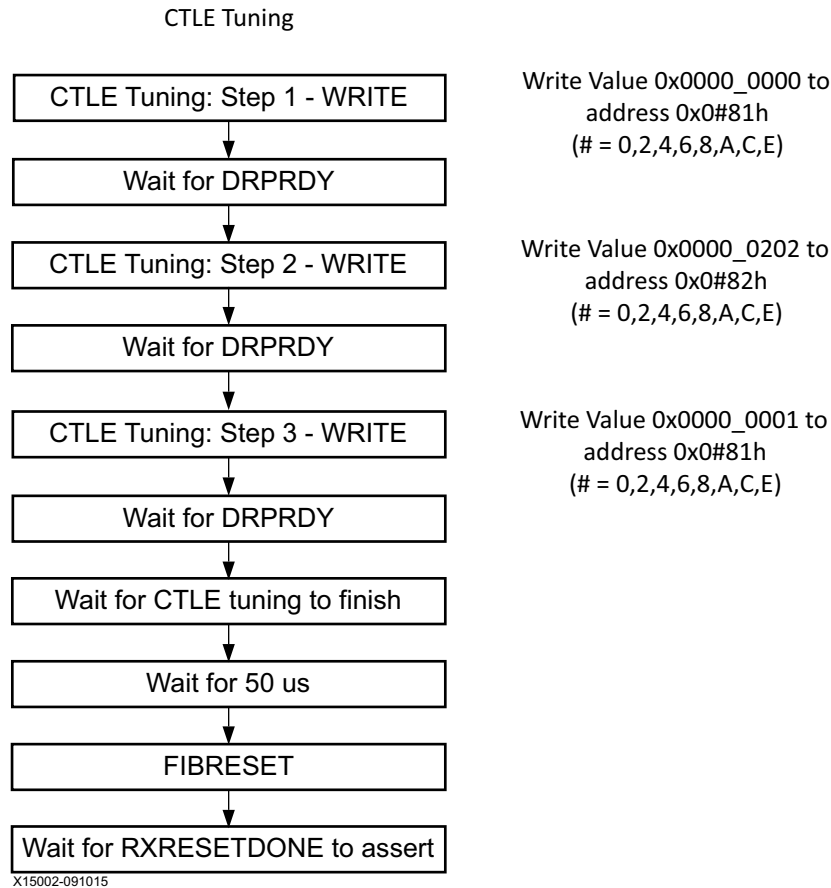 CTLE Tuning
CTLE Tuning: Step 1 - WRITE
Write Value 0x0000_0000 to
address 0x0#81h
(# = 0,2,4,6,8,A,C,E)
Wait for DRPRDY
CTLE Tuning: Step 2 - WRITE
Write Value 0x0000_0202 to
address 0x0#82h
(# = 0,2,4,6,8,A,C,E)
Wait for DRPRDY
CTLE Tuning: Step 3 - WRITE
Write Value 0x0000_0001 to
address 0x0#81h
(# = 0,2,4,6,8,A,C,E)
Wait for DRPRDY
Wait for CTLE tuning to finish
Wait for 50 us
FIBRESET
Wait for RXRESETDONE to assert
X15002-091015